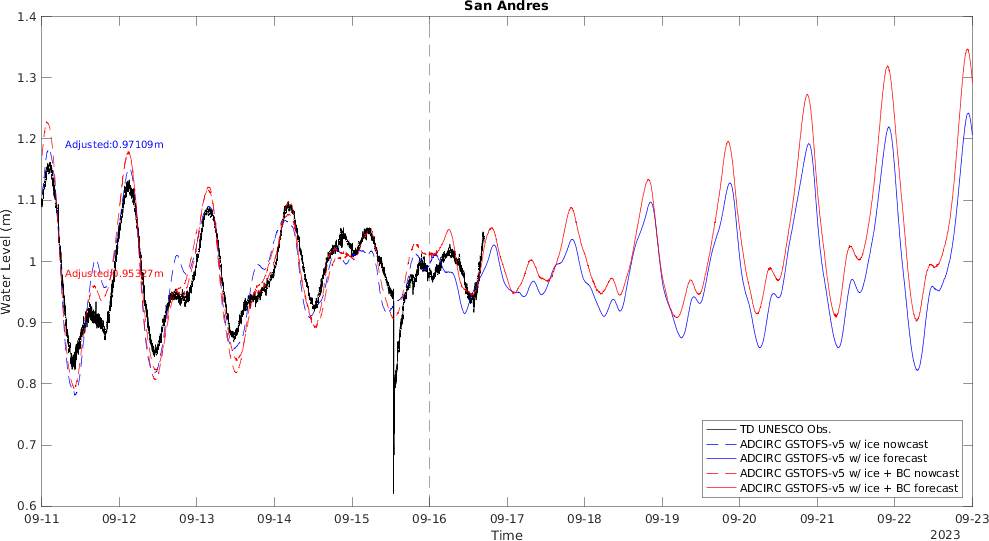 San Andres
1.4
1.3
1.2
1.1
1
0.9
0.8
0.7
0.6
Water Level (m)
Adjusted:0.97109m
Adjusted:0.95327m
TD UNESCO Obs.
ADCIRC GSTOFS-v5 w/ ice nowcast
ADCIRC GSTOFS-v5 w/ ice forecast
ADCIRC GSTOFS-v5 w/ ice + BC nowcast
ADCIRC GSTOFS-v5 w/ ice + BC forecast
09-11 09-12 09-13 09-14 09-15 09-16 09-17 09-18 09-19 09-20 09-21 09-22 09-23
Time
2023